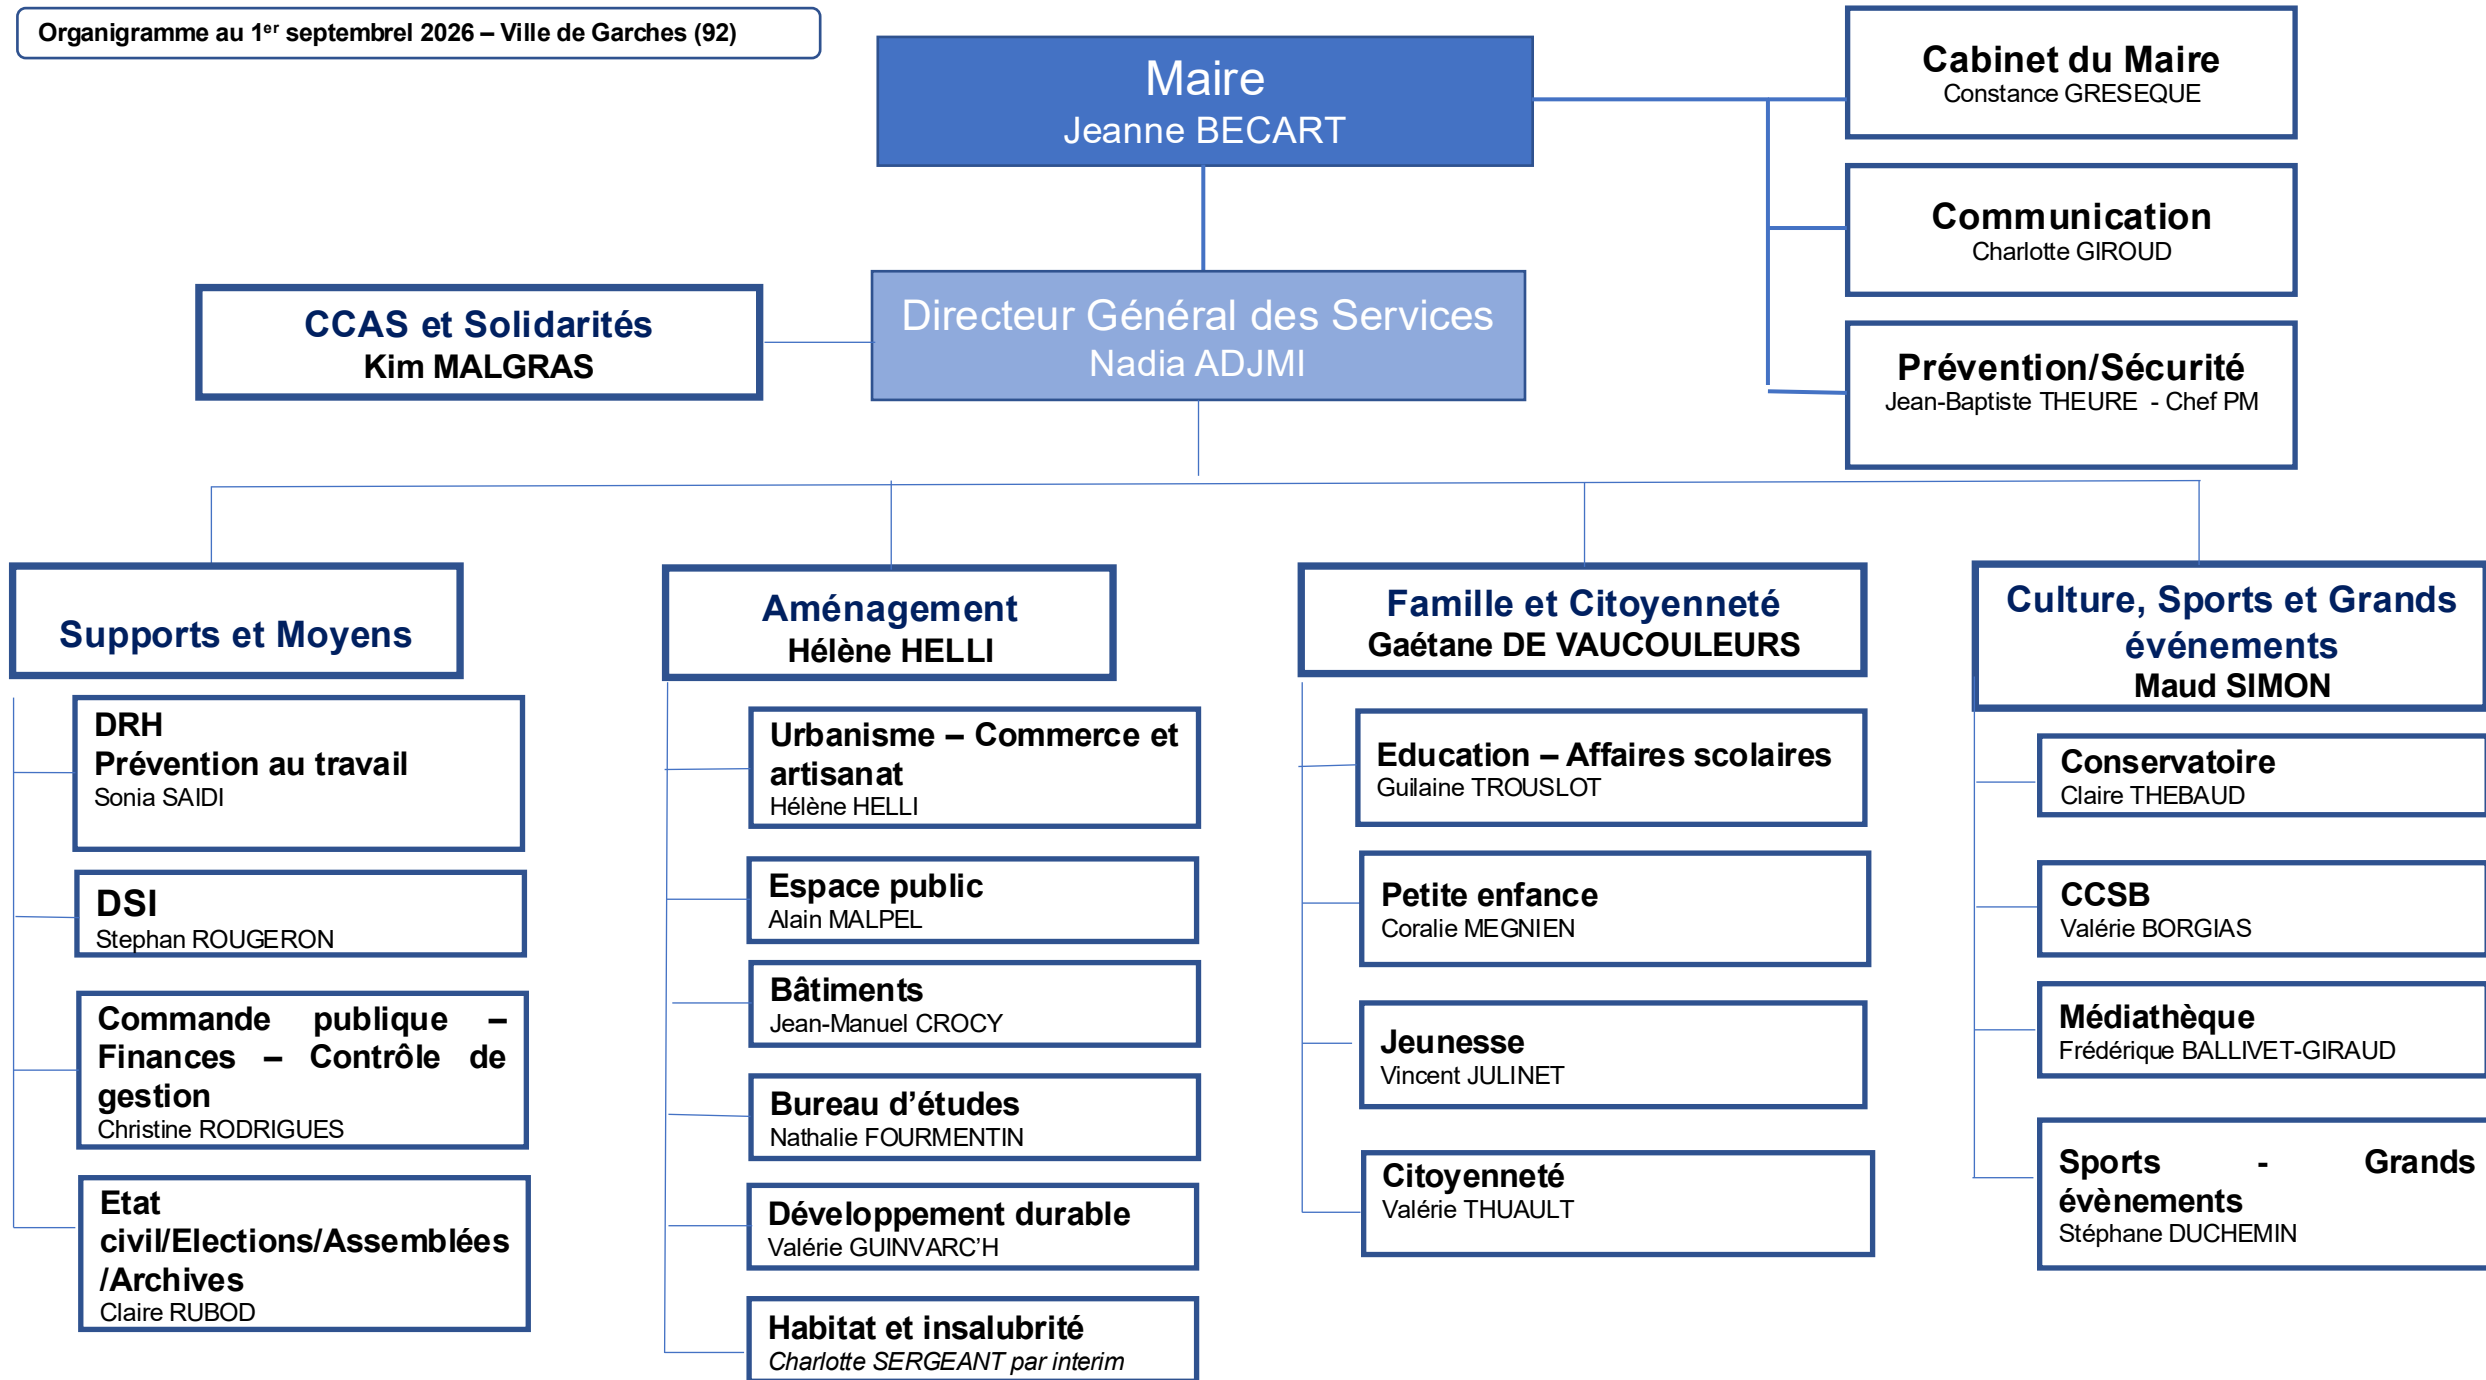 Organigramme au 1er septembrel 2026 – Ville de Garches (92)
Maire
Jeanne BECART
Cabinet du Maire
Constance GRESEQUE
Communication
Charlotte GIROUD
Prévention/Sécurité
Jean-Baptiste THEURE - Chef PM
CCAS et Solidarités
Kim MALGRAS
Directeur Général des Services
Nadia ADJMI
Supports et Moyens
DRH
Prévention au travail
Sonia SAIDI
DSI
Stephan ROUGERON
Commande publique –
Finances – Contrôle de
gestion
Christine RODRIGUES
Etat
civil/Elections/Assemblées
/Archives
Claire RUBOD
Aménagement
Hélène HELLI
Urbanisme – Commerce et
artisanat
Hélène HELLI
Espace public
Alain MALPEL
Bâtiments
Jean-Manuel CROCY
Bureau d’études
Nathalie FOURMENTIN
Développement durable
Valérie GUINVARC’H
Habitat et insalubrité
Charlotte SERGEANT par interim
Famille et Citoyenneté
Gaétane DE VAUCOULEURS
Education – Affaires scolaires
Guilaine TROUSLOT
Petite enfance
Coralie MEGNIEN
Jeunesse
Vincent JULINET
Citoyenneté
Valérie THUAULT
Culture, Sports et Grands
événements
Maud SIMON
Conservatoire
Claire THEBAUD
CCSB
Valérie BORGIAS
Médiathèque
Frédérique BALLIVET-GIRAUD
Sports - Grands
évènements
Stéphane DUCHEMIN